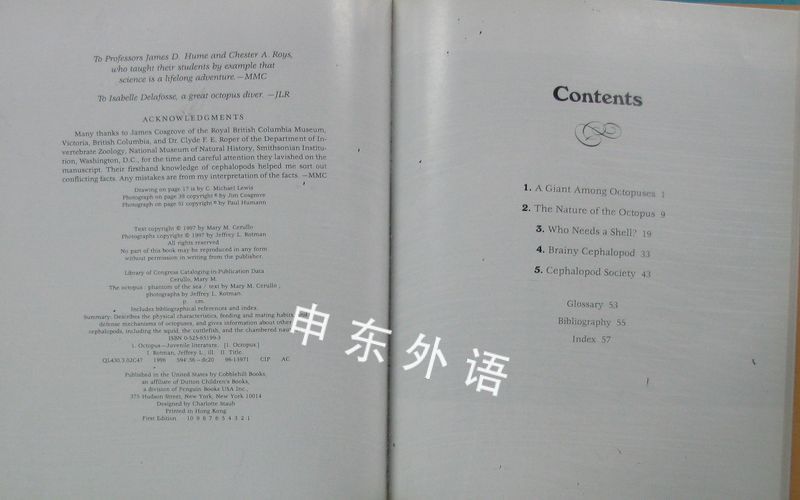 To Professors James D. Hume and Chester A. Roys,
who taught their students by example that
science is a lifelong adventure. —MMC
To Isabelle Delafosse, a great octopus diver. —JLR
ACKNOWLEDGMENTS
Many thanks to James Cosgrove of the Royal British Columbia Museum,
Victoria, British Columbia, and Dr. Clyde F. E. Roper of the Department of In-
vertebrate Zoology, National Museum of Natural History, Smithsonian Institu-
tion, Washington, D.C., for the time and careful attention they lavished on the
manuscript. Their firsthand knowledge of cephalopods helped me sort out
conflicting facts. Any mistakes are from my interpretation of the facts. —MMC
Drawing on page 17 is by C. Michael Lewis
Photograph on page 39 copyright © by Jim Cosgrove
Photograph on page 91 copyright © by Paul Humann
Text copyright © 1997 by Mary M. Cerullo
Photographs copyright © 1997 by Jeffrey L. Rotman
All rights reserved
No part of this book may be reproduced in any form
without permission in writing from the publisher.
Library of Congress Cataloging-in-Publication Data
Cerullo, Mary M.
The octopus : phantom of the sea / text by Mary M. Cerullo ;
photographs by Jeffrey L. Rotman.
p. cm.
Includes bibliographical references and index.
Summary: Describes the physical characteristics, feeding and mating habits, and
defense mechanisms of octopuses, and gives information about other
cephalopods, including the squid, the cuttlefish, and the chambered
ISBN 0-525-65199-3
1. Octopus—Juvenile literature. [1. Octopus.]
I. Rotman, Jeffrey L. ill. II. Title.
QL430.3.O2C47 1996 594'.56—dc20 96-13971 CIP AC
Published in the United States by Cobblehill Books,
an affiliate of Dutton Children's Books,
a division of Penguin Books USA Inc.,
375 Hudson Street, New York, New York 10014
Designed by Charlotte Staub
Printed in Hong Kong
First Edition 10 9 8 7 6 5 4 3 2 1
Contents
1. A Giant Among Octopuses 1
2. The Nature of the Octopus 9
3. Who Needs a Shell? 19
4. Brainy Cephalopod 33
5. Cephalopod Society 43
Glossary 53
Bibliography 55
Index 57
申东外语